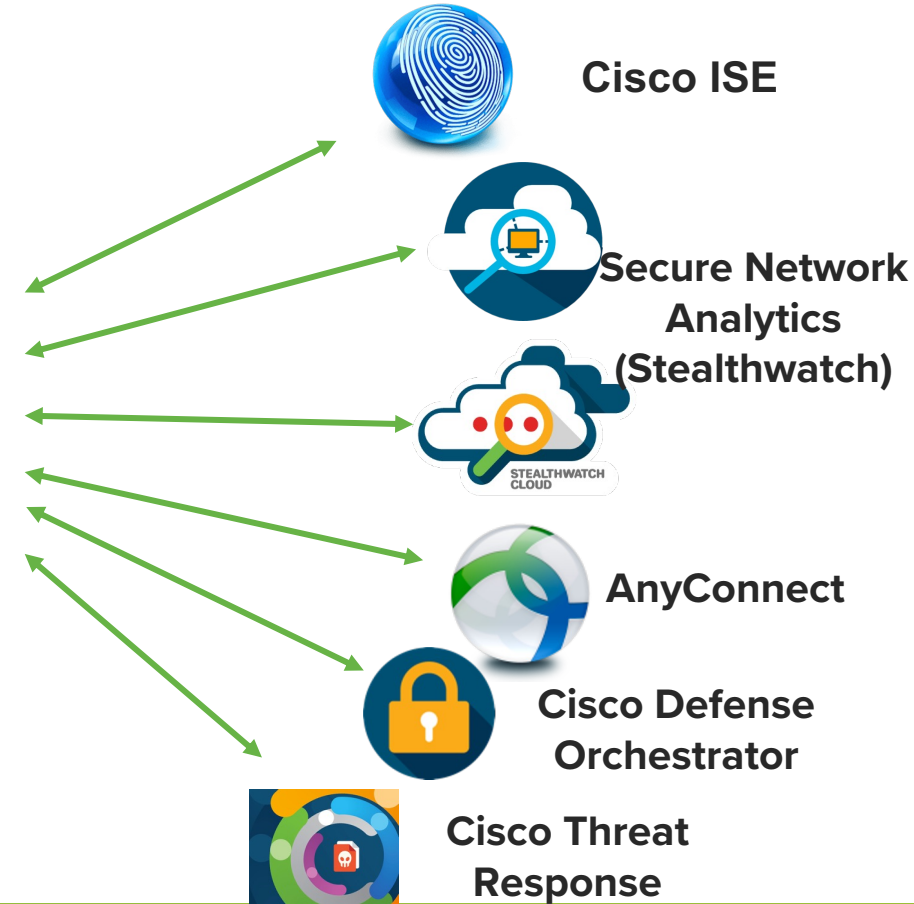 Cisco ISE
Secure Network
Analytics
(Stealthwatch)
STEALTHWATCH
CLOUD
AnyConnect
Cisco Defense
Orchestrator
Cisco Threat
Response